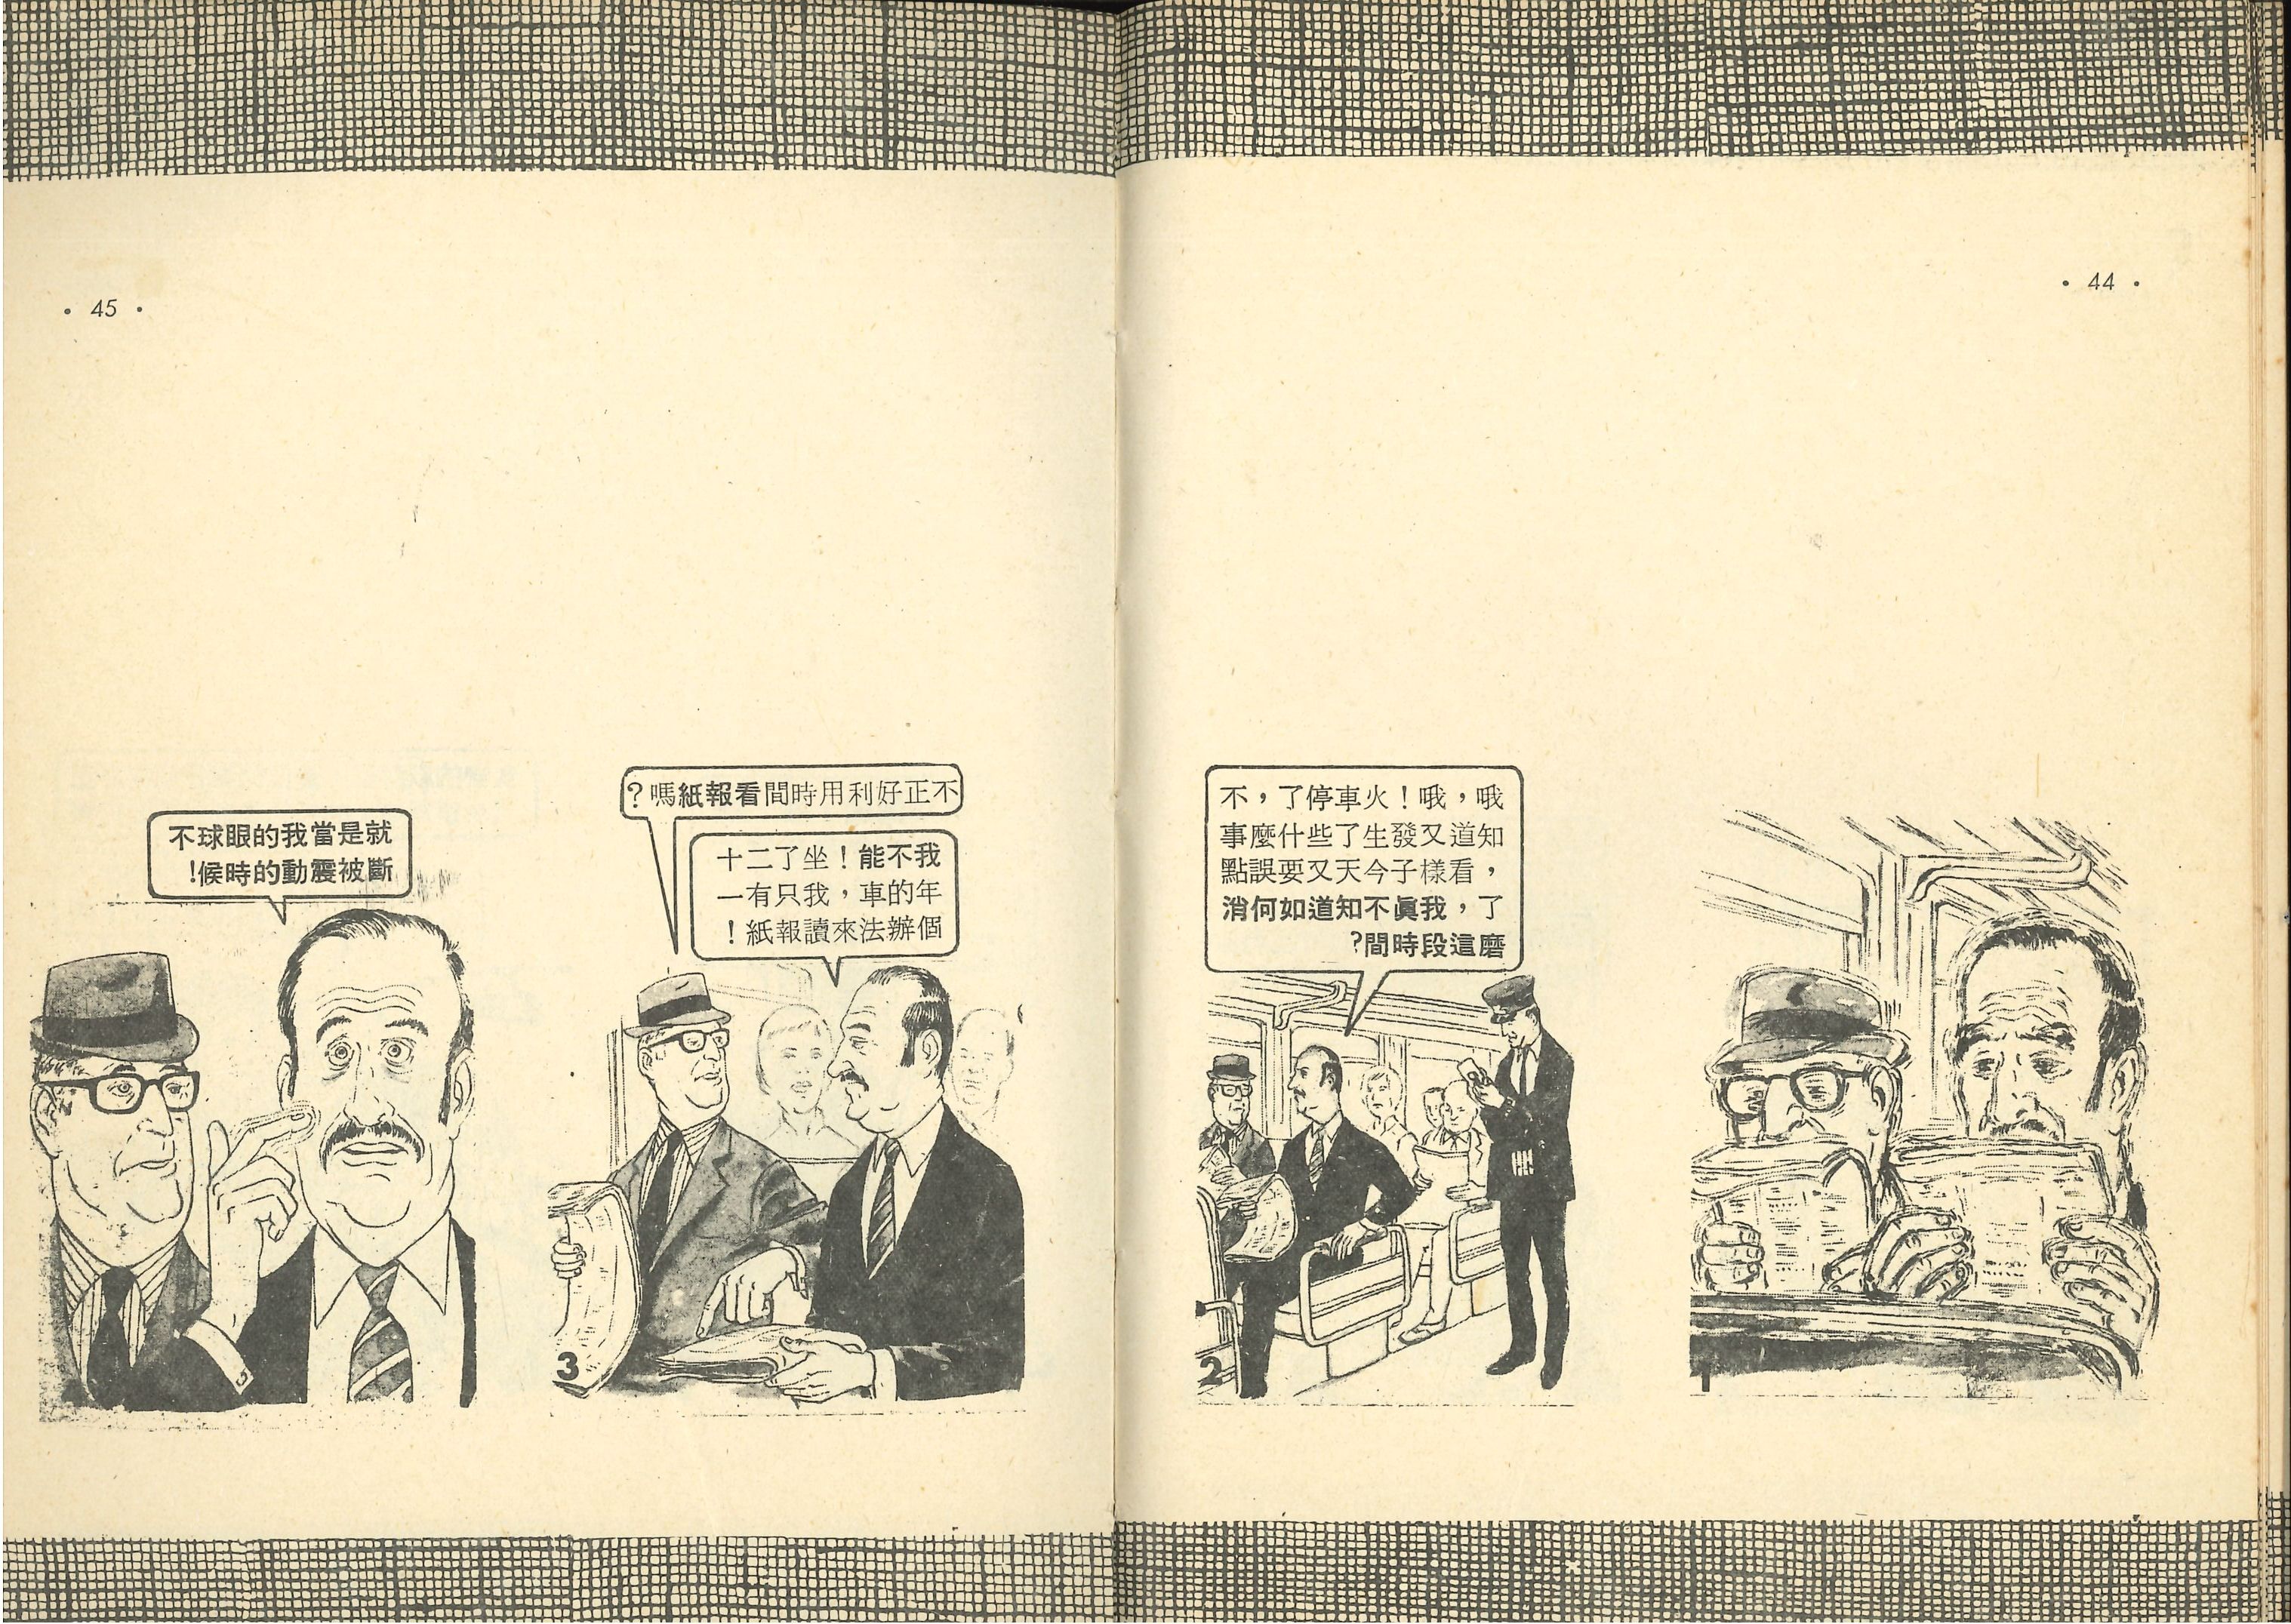 • 44 •
1
哦，哦！火車停了，不
知道又發生了些什麼事
，看樣子今天又要誤點
了，我眞不知道如何消
磨這段時間?
2
• 45 •
不正好利用時間看報紙嗎？
我不能！坐了二十
年的車，我只有一
個辦法來讀報紙！
3
就是當我的眼球不
斷被震動的時候!